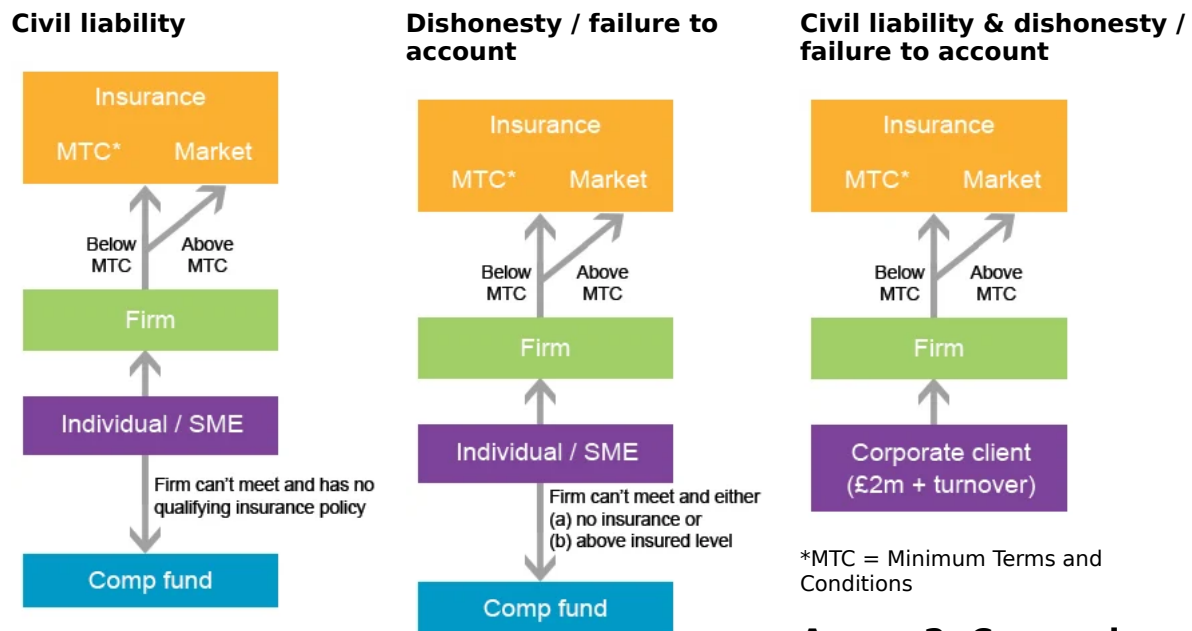 Civil liability
Insurance
MTC* Market
Below
MTC
Above
MTC
Firm
Individual / SME
Firm can't meet and has no
qualifying insurance policy
Comp fund
Dishonesty / failure to
account
Insurance
MTC* Market
Below
MTC
Above
MTC
Firm
Individual / SME
Firm can't meet and either
(a) no insurance or
(b) above insured level
Comp fund
Civil liability & dishonesty /
failure to account
Insurance
MTC* Market
Below
MTC
Above
MTC
Firm
Corporate client
(£2m + turnover)
*MTC = Minimum Terms and
Conditions